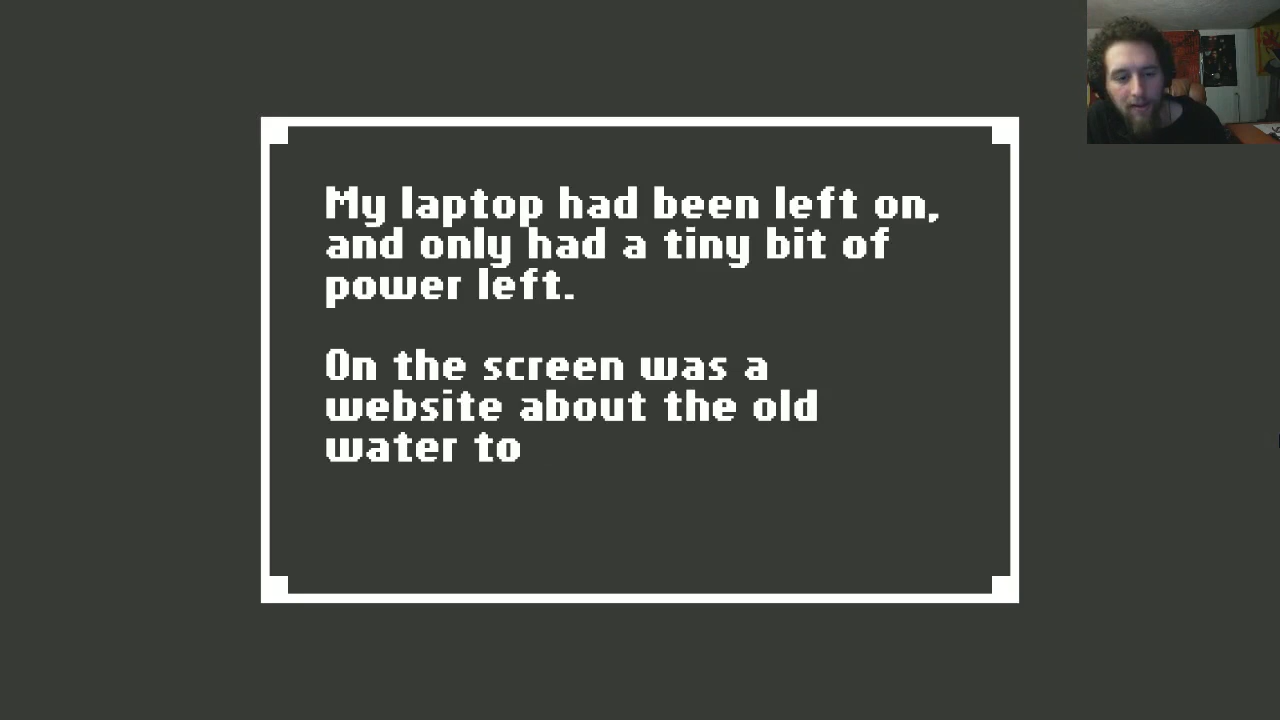 My laptop had been left on,
and only had a tiny bit of
power left.
On the screen was a
website about the old
water to